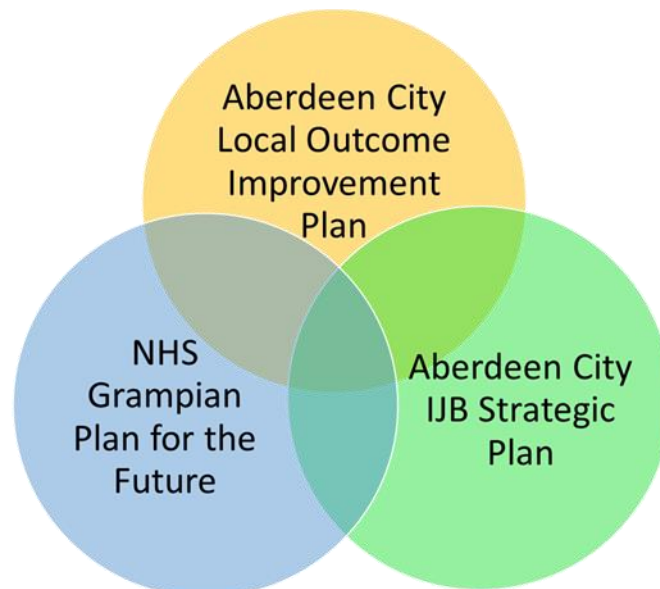 Aberdeen City
Local Outcome
Improvement
Plan
NHS
Grampian
Plan for the
Future
Aberdeen City
IJB Strategic
Plan